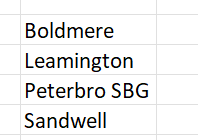 Boldmere
Leamington
Peterbro SBG
Sandwell